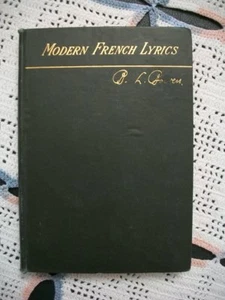 MODERN FRENCH LYRICS
B. L.